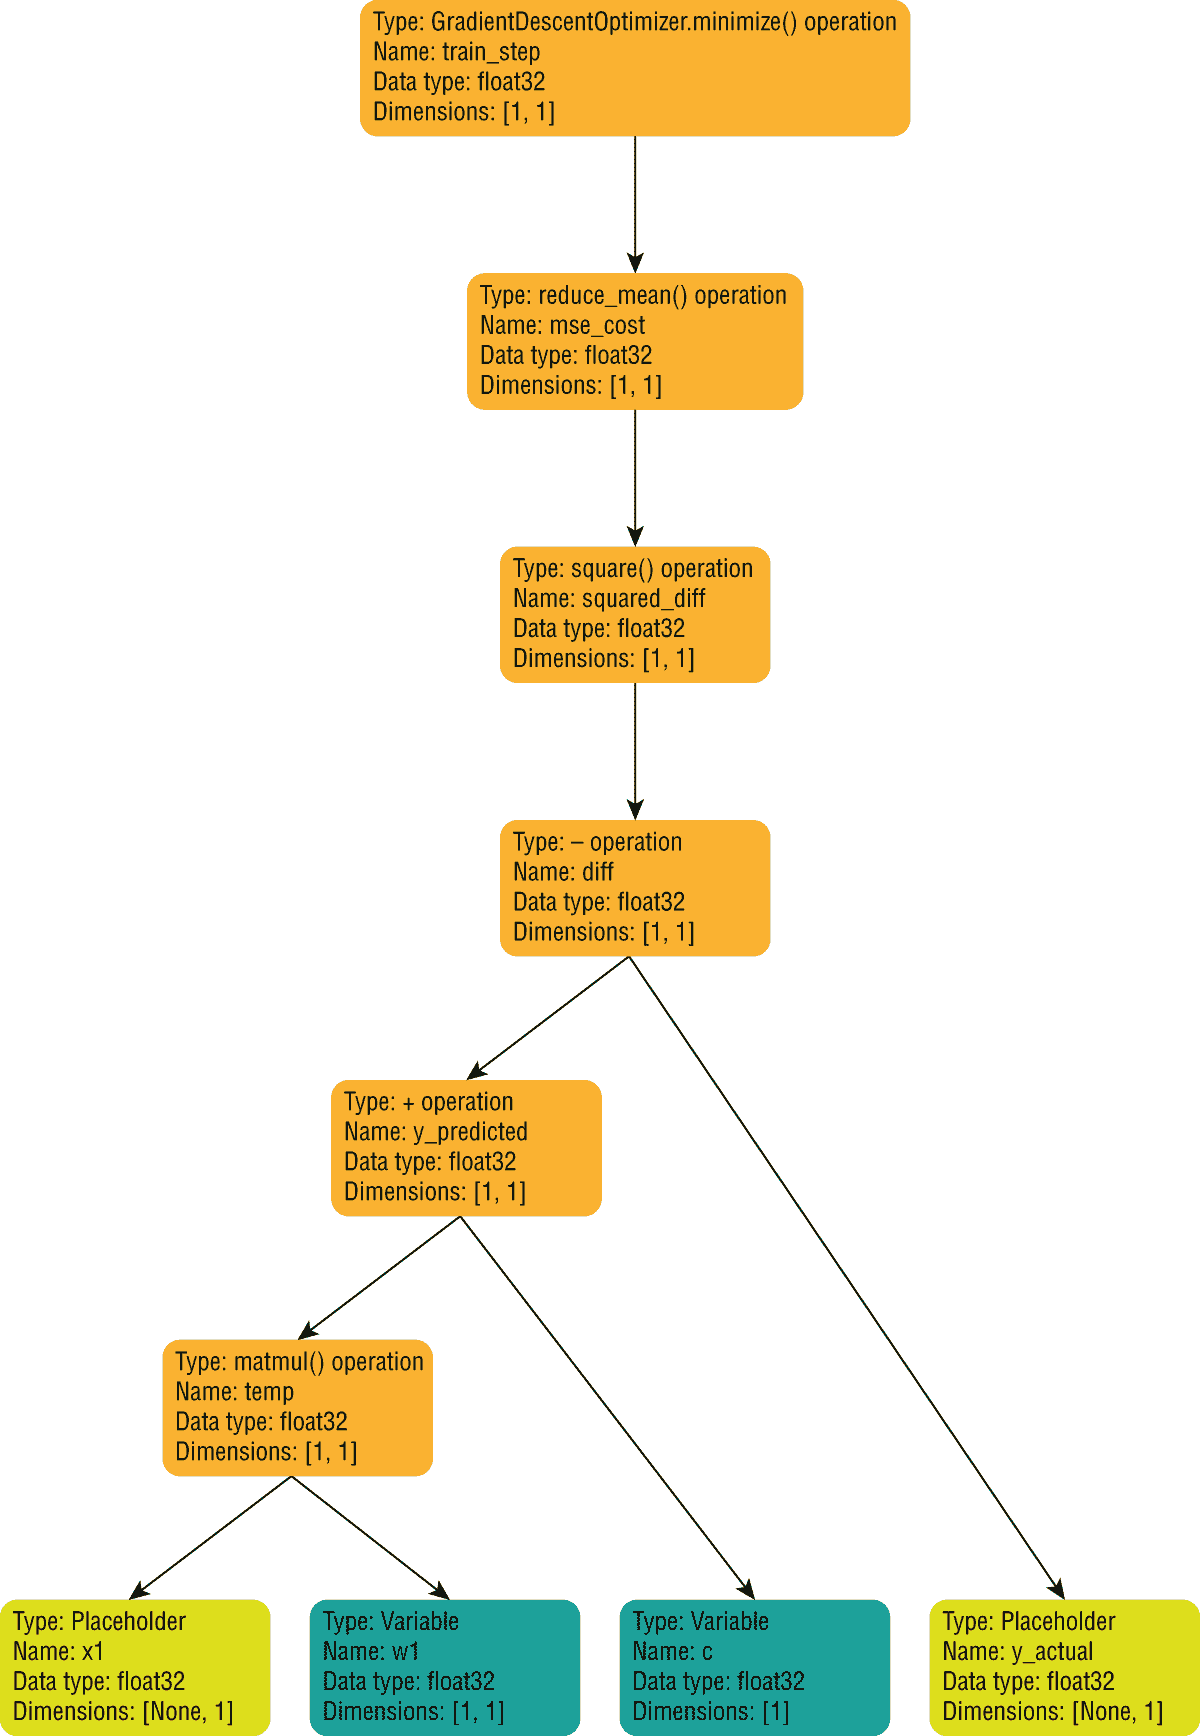 Type: GradientDescentOptimizer.minimize() operation
Name: train_step
Data type: float32
Dimensions: [1, 1]
Type: reduce_mean() operation
Name: mse_cost
Data type: float32
Dimensions: [1, 1]
Type: square() operation
Name: squared_diff
Data type: float32
Dimensions: [1, 1]
Type: – operation
Name: diff
Data type: float32
Dimensions: [1, 1]
Type: + operation
Name: y_predicted
Data type: float32
Dimensions: [1, 1]
Type: matmul() operation
Name: temp
Data type: float32
Dimensions: [1, 1]
Type: Placeholder
Name: x1
Data type: float32
Dimensions: [None, 1]
Type: Variable
Name: w1
Data type: float32
Dimensions: [1, 1]
Type: Variable
Name: c
Data type: float32
Dimensions: [1]
Type: Placeholder
Name: y_actual
Data type: float32
Dimensions: [None, 1]